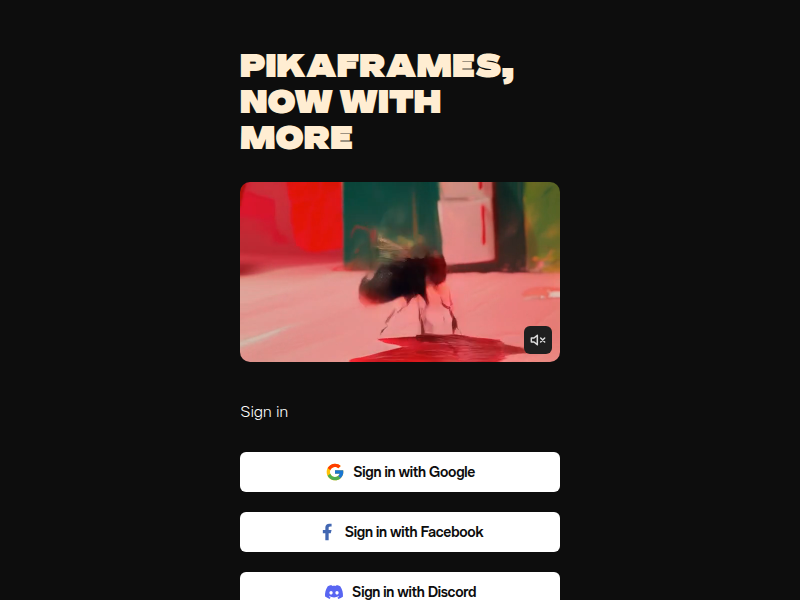 PIKAFRAMES,
NOW WITH
MORE
Sign in
Sign in with Google
Sign in with Facebook
Sign in with Discord